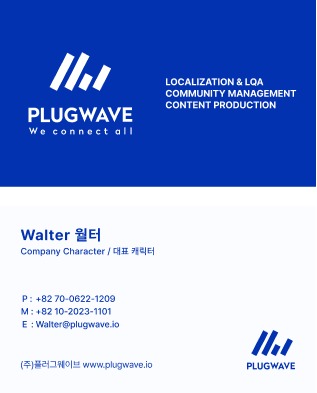 PLUGWAVE
We connect all
LOCALIZATION & LQA
COMMUNITY MANAGEMENT
CONTENT PRODUCTION
Walter 월터
Company Character / 대표 캐릭터
P : +82 70-0622-1209
M : +82 10-2023-1101
E : Walter@plugwave.io
(주)플러그웨이브 www.plugwave.io
PLUGWAVE